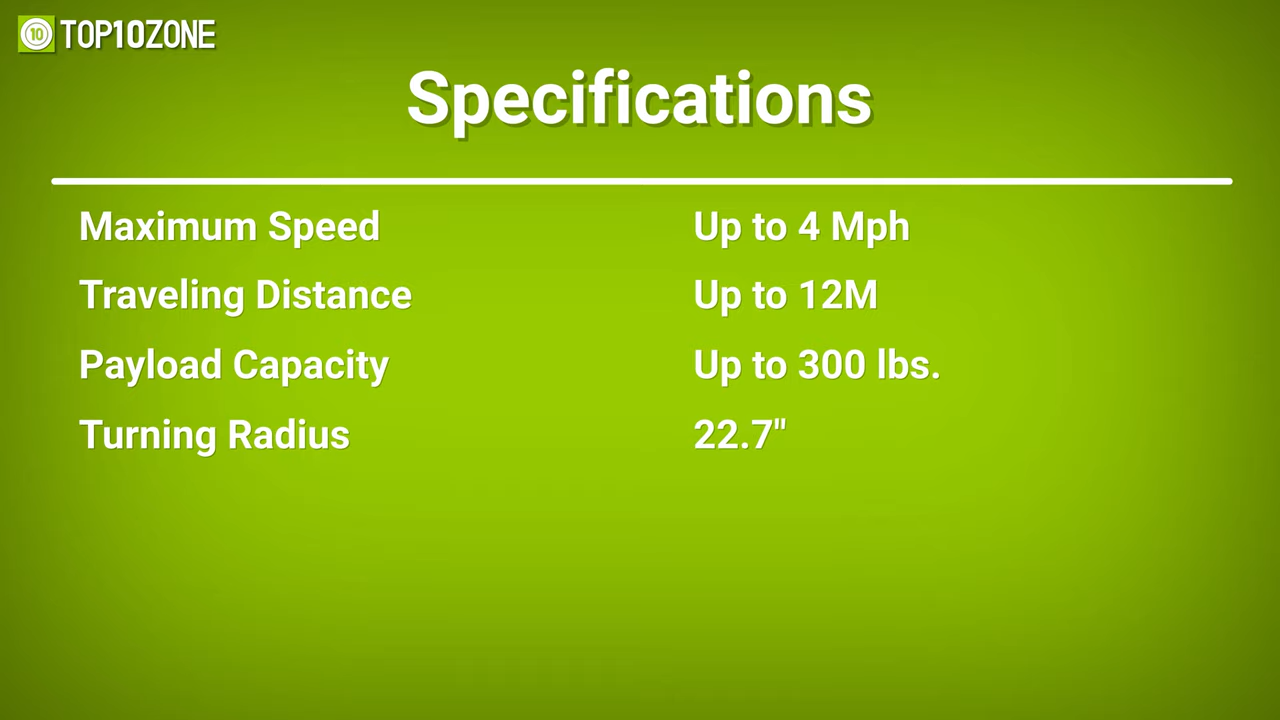 10 TOP10ZONE
Specifications
Maximum Speed Up to 4 Mph
Traveling Distance Up to 12M
Payload Capacity Up to 300 lbs.
Turning Radius 22.7"